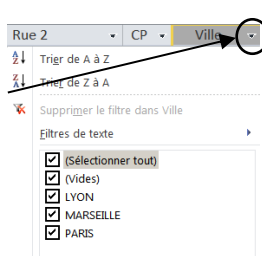 Rue 2 CP Ville
Trier de A à Z
Trier de Z à A
Supprimer le filtre dans Ville
Filtres de texte
(Sélectionner tout)
(Vides)
LYON
MARSEILLE
PARIS